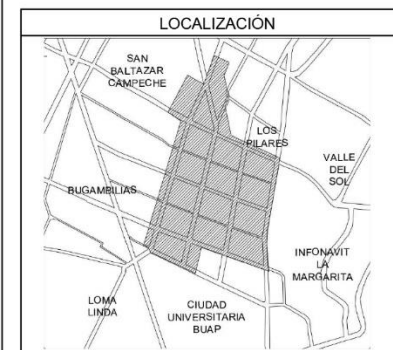 LOCALIZACIÓN
SAN
BALTAZAR
CAMPECHE
LOS
PILARES
VALLE
DEL
SOL
BUGAMBILIAS
INFONAVIT
LA
MARGARITA
LOMA
LINDA
CIUDAD
UNIVERSITARIA
BUAP